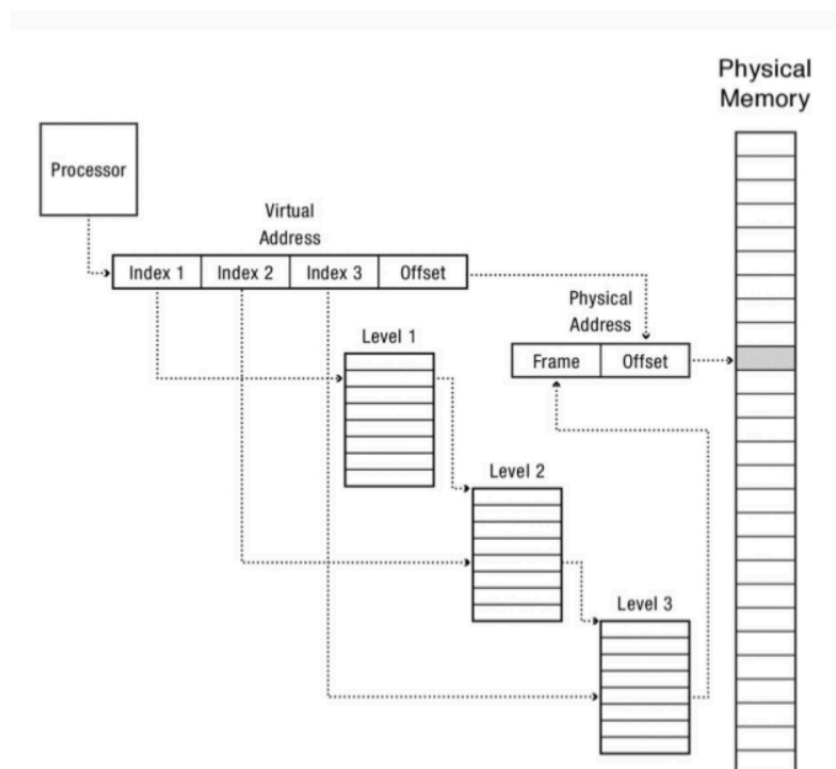 Physical
Memory
Processor
Virtual
Address
Index 1 Index 2 Index 3 Offset
Physical
Address
Level 1
Frame Offset
Level 2
Level 3